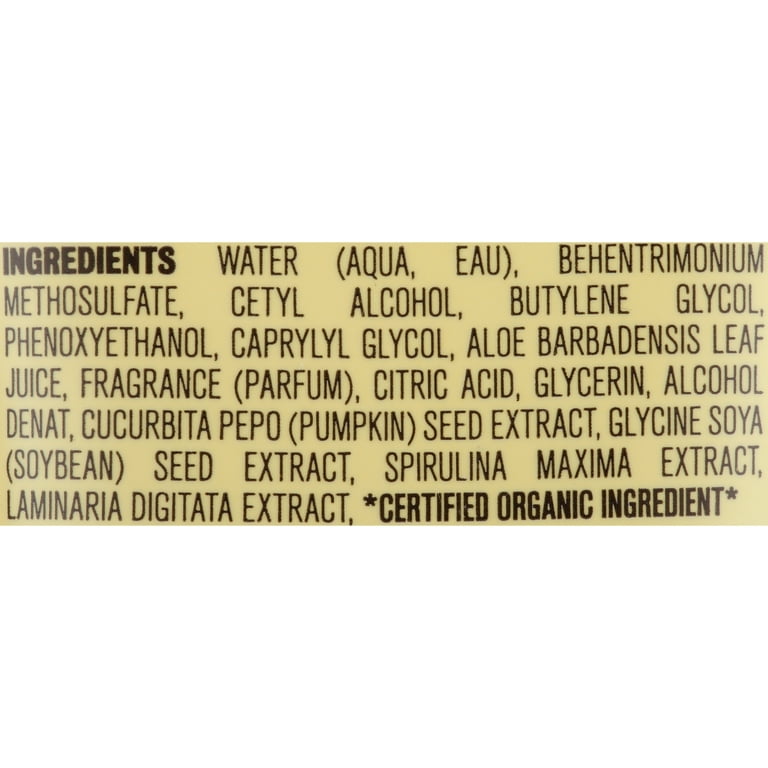 INGREDIENTS WATER (AQUA, EAU), BEHENTRIMONIUM
METHOSULFATE, CETYL ALCOHOL, BUTYLENE GLYCOL,
PHENOXYETHANOL, CAPRYLYL GLYCOL, ALOE BARBADENSIS LEAF
JUICE, FRAGRANCE (PARFUM), CITRIC ACID, GLYCERIN, ALCOHOL
DENAT, CUCURBITA PEPO (PUMPKIN) SEED EXTRACT, GLYCINE SOYA
(SOYBEAN) SEED EXTRACT, SPIRULINA MAXIMA EXTRACT,
LAMINARIA DIGITATA EXTRACT, *CERTIFIED ORGANIC INGREDIENT*